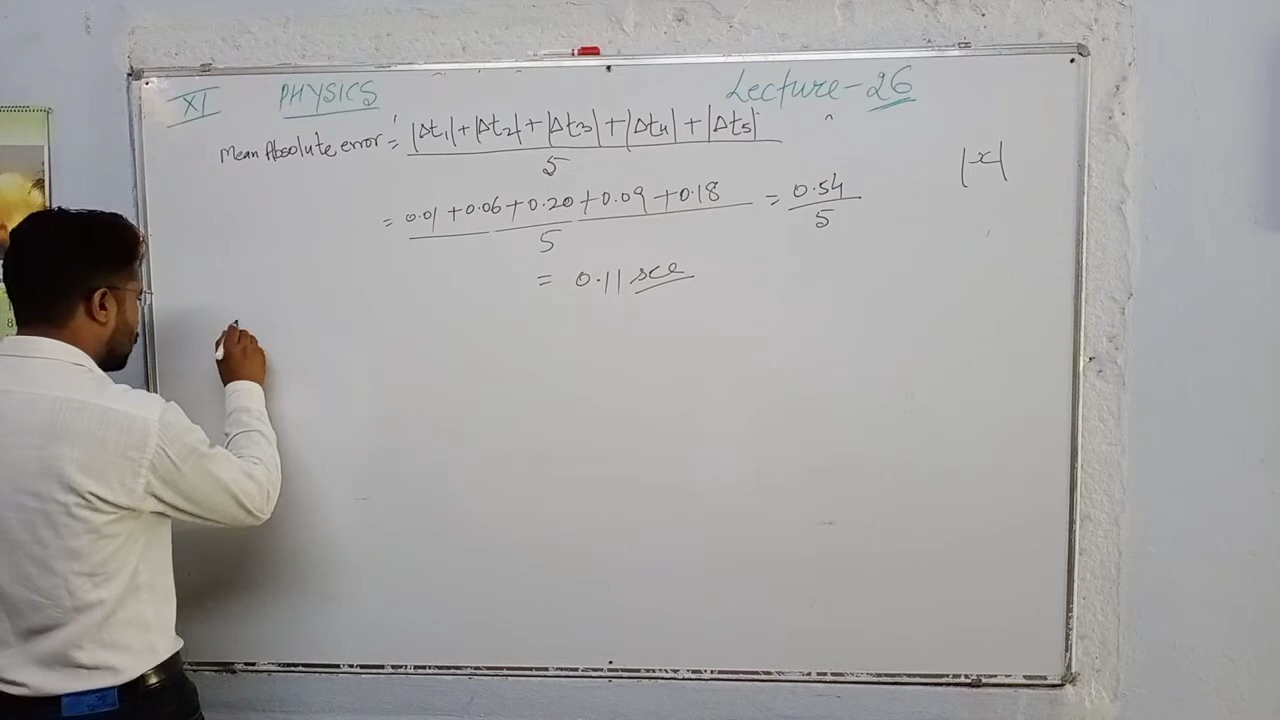 XI PHYSICS Lecture-26
Mean Absolute error = |Δt₁|+|Δt₂|+|Δt₃|+|Δt₄|+|Δt₅| / 5
= 0.01+0.06+0.20+0.09+0.18 / 5 = 0.54 / 5
|x|
= 0.11 sec